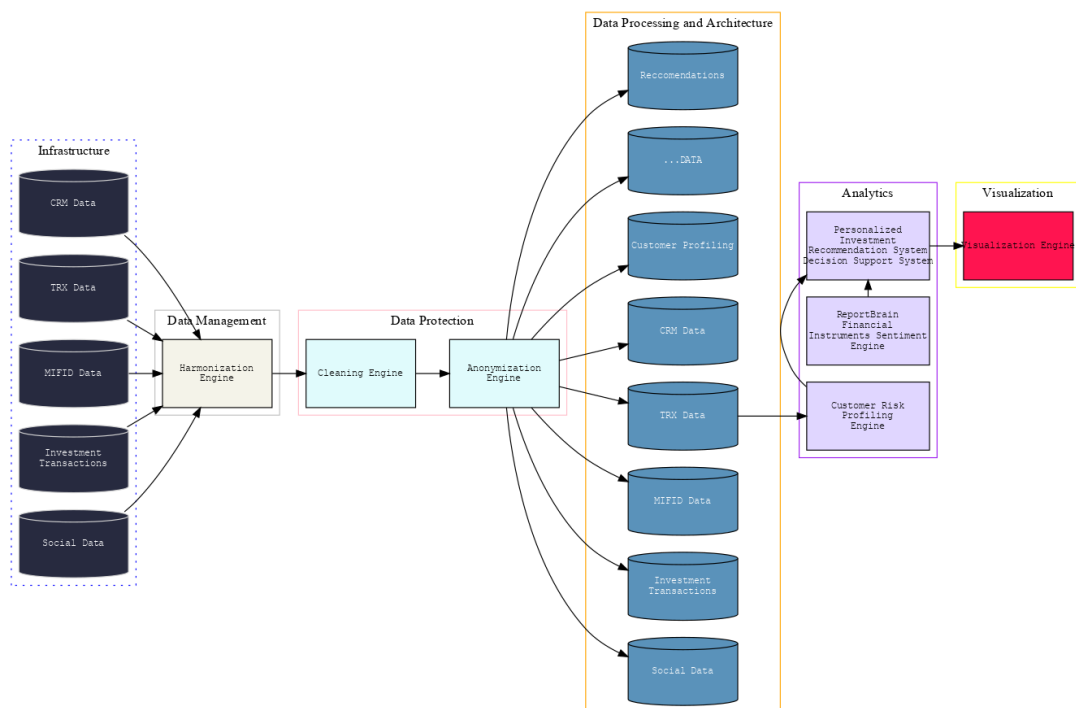 Infrastructure
CRM Data
TRX Data
MIFID Data
Investment
Transactions
Social Data
Data Management
Harmonization
Engine
Data Protection
Cleaning Engine
Anonymization
Engine
Data Processing and Architecture
Reccomendations
...DATA
Customer Profiling
CRM Data
TRX Data
MIFID Data
Investment
Transactions
Social Data
Analytics
Personalized
Investment
Recommendation System
Decision Support System
ReportBrain
Financial
Instruments Sentiment
Engine
Customer Risk
Profiling
Engine
Visualization
Visualization Engine